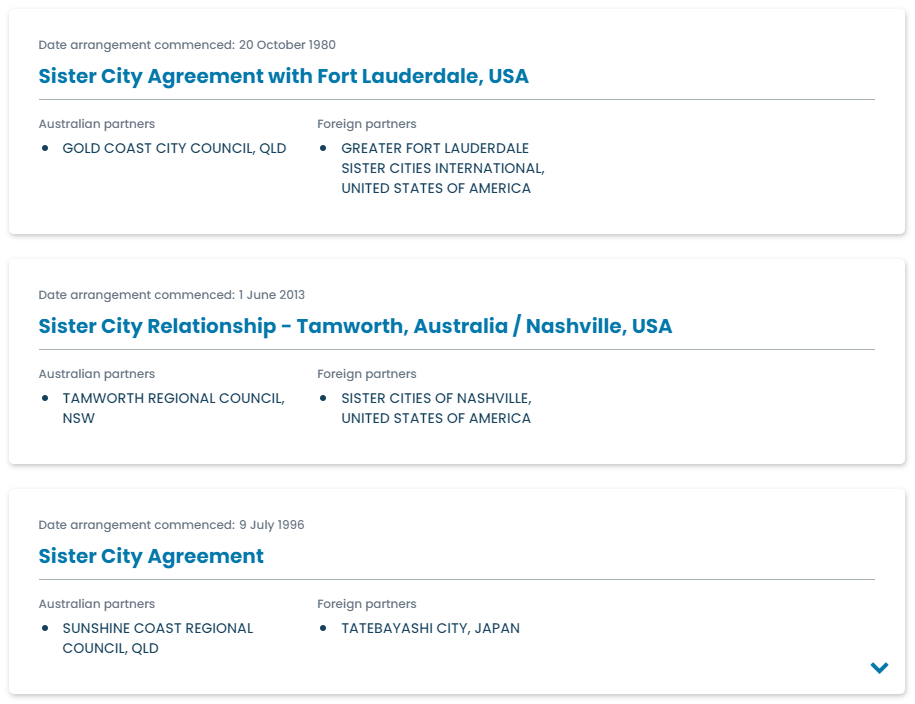 Date arrangement commenced: 20 October 1980
Sister City Agreement with Fort Lauderdale, USA
Australian partners
GOLD COAST CITY COUNCIL, QLD
Foreign partners
GREATER FORT LAUDERDALE
SISTER CITIES INTERNATIONAL,
UNITED STATES OF AMERICA
Date arrangement commenced: 1 June 2013
Sister City Relationship - Tamworth, Australia / Nashville, USA
Australian partners
TAMWORTH REGIONAL COUNCIL,
NSW
Foreign partners
SISTER CITIES OF NASHVILLE,
UNITED STATES OF AMERICA
Date arrangement commenced: 9 July 1996
Sister City Agreement
Australian partners
SUNSHINE COAST REGIONAL
COUNCIL, QLD
Foreign partners
TATEBAYASHI CITY, JAPAN